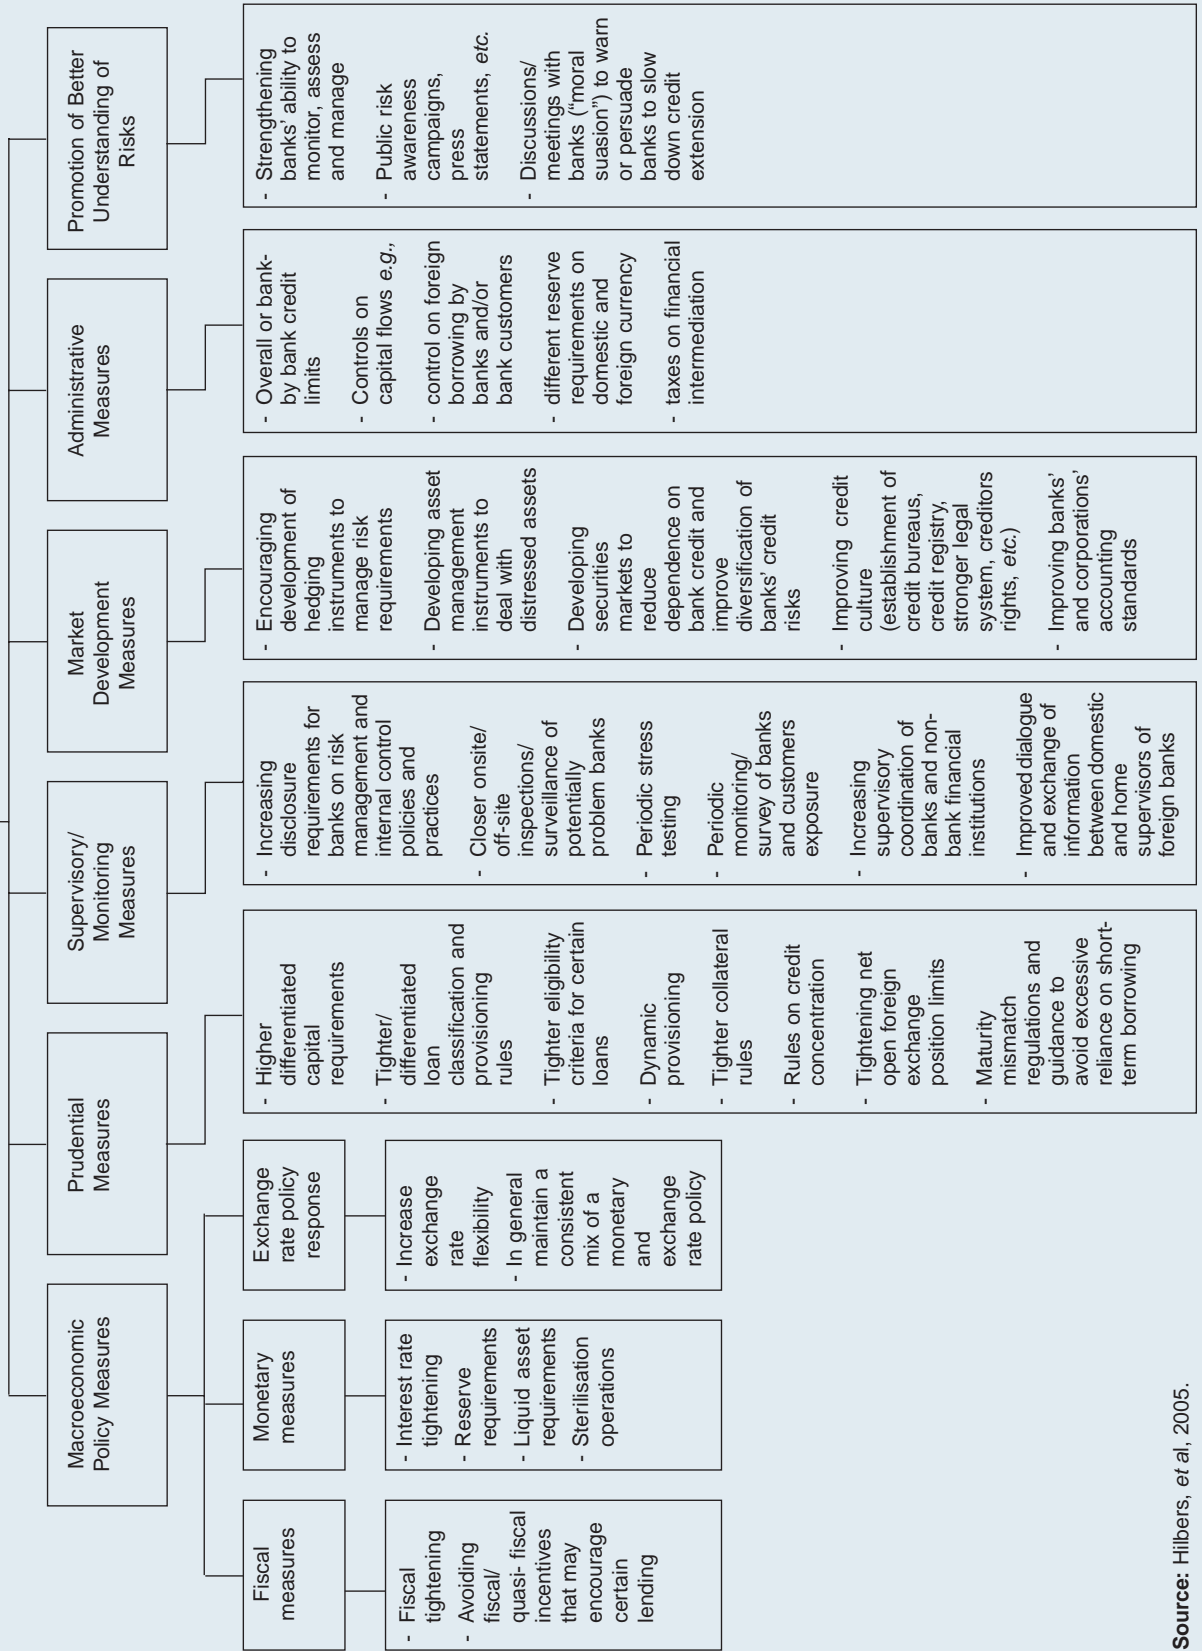 Macroeconomic
Policy Measures
Fiscal
measures
- Fiscal
tightening
- Avoiding
fiscal/
quasi- fiscal
incentives
that may
encourage
certain
lending
Monetary
measures
- Interest rate
tightening
- Reserve
requirements
- Liquid asset
requirements
- Sterilisation
operations
Exchange
rate policy
response
- Increase
exchange
rate
flexibility
- In general
maintain a
consistent
mix of a
monetary
and
exchange
rate policy
Prudential
Measures
- Higher
differentiated
capital
requirements
- Tighter/
differentiated
loan
classification and
provisioning
rules
- Tighter eligibility
criteria for certain
loans
- Dynamic
provisioning
- Tighter collateral
rules
- Rules on credit
concentration
- Tightening net
open foreign
exchange
position limits
- Maturity
mismatch
regulations and
guidance to
avoid excessive
reliance on short-
term borrowing
Supervisory/
Monitoring
Measures
- Increasing
disclosure
requirements for
banks on risk
management and
internal control
policies and
practices
- Closer onsite/
off-site
inspections/
surveillance of
potentially
problem banks
- Periodic stress
testing
- Periodic
monitoring/
survey of banks
and customers
exposure
- Increasing
supervisory
coordination of
banks and non-
bank financial
institutions
- Improved dialogue
and exchange of
information
between domestic
and home
supervisors of
foreign banks
Market
Development
Measures
- Encouraging
development of
hedging
instruments to
manage risk
requirements
- Developing asset
management
instruments to
deal with
distressed assets
- Developing
securities
markets to
reduce
dependence on
bank credit and
improve
diversification of
banks' credit
risks
- Improving credit
culture
(establishment of
credit bureaus,
credit registry,
stronger legal
system, creditors
rights, etc.)
- Improving banks'
and corporations'
accounting
standards
Administrative
Measures
- Overall or bank-
by bank credit
limits
- Controls on
capital flows e.g.,
- control on foreign
borrowing by
banks and/or
bank customers
- different reserve
requirements on
domestic and
foreign currency
- taxes on financial
intermediation
Promotion of Better
Understanding of
Risks
- Strengthening
banks' ability to
monitor, assess
and manage
- Public risk
awareness
campaigns,
press
statements, etc.
- Discussions/
meetings with
banks (“moral
suasion”) to warn
or persuade
banks to slow
down credit
extension
Source: Hilbers, et al, 2005.